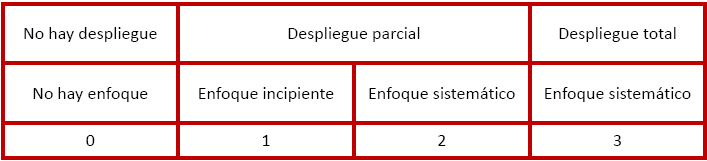 No hay despliegue Despliegue parcial Despliegue total
No hay enfoque Enfoque incipiente Enfoque sistemático Enfoque sistemático
0 1 2 3